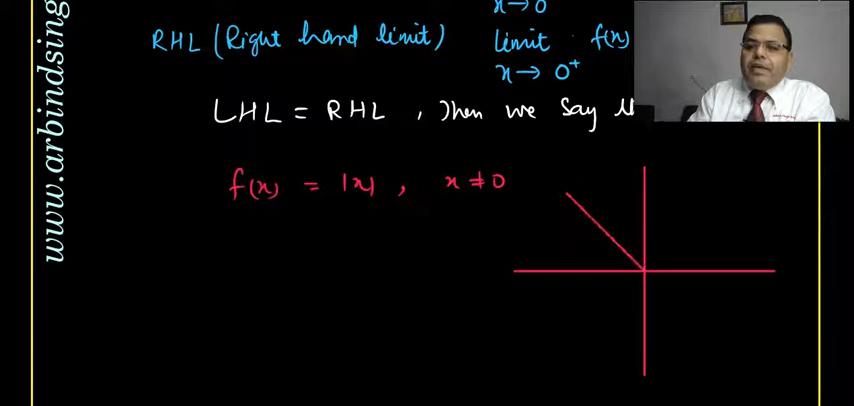 www.arbindsing
x→0
RHL (Right hand limit) limit f(x)
x→ 0⁺
LHL = RHL , Then we say
f(x) = |x| , x ≠ 0